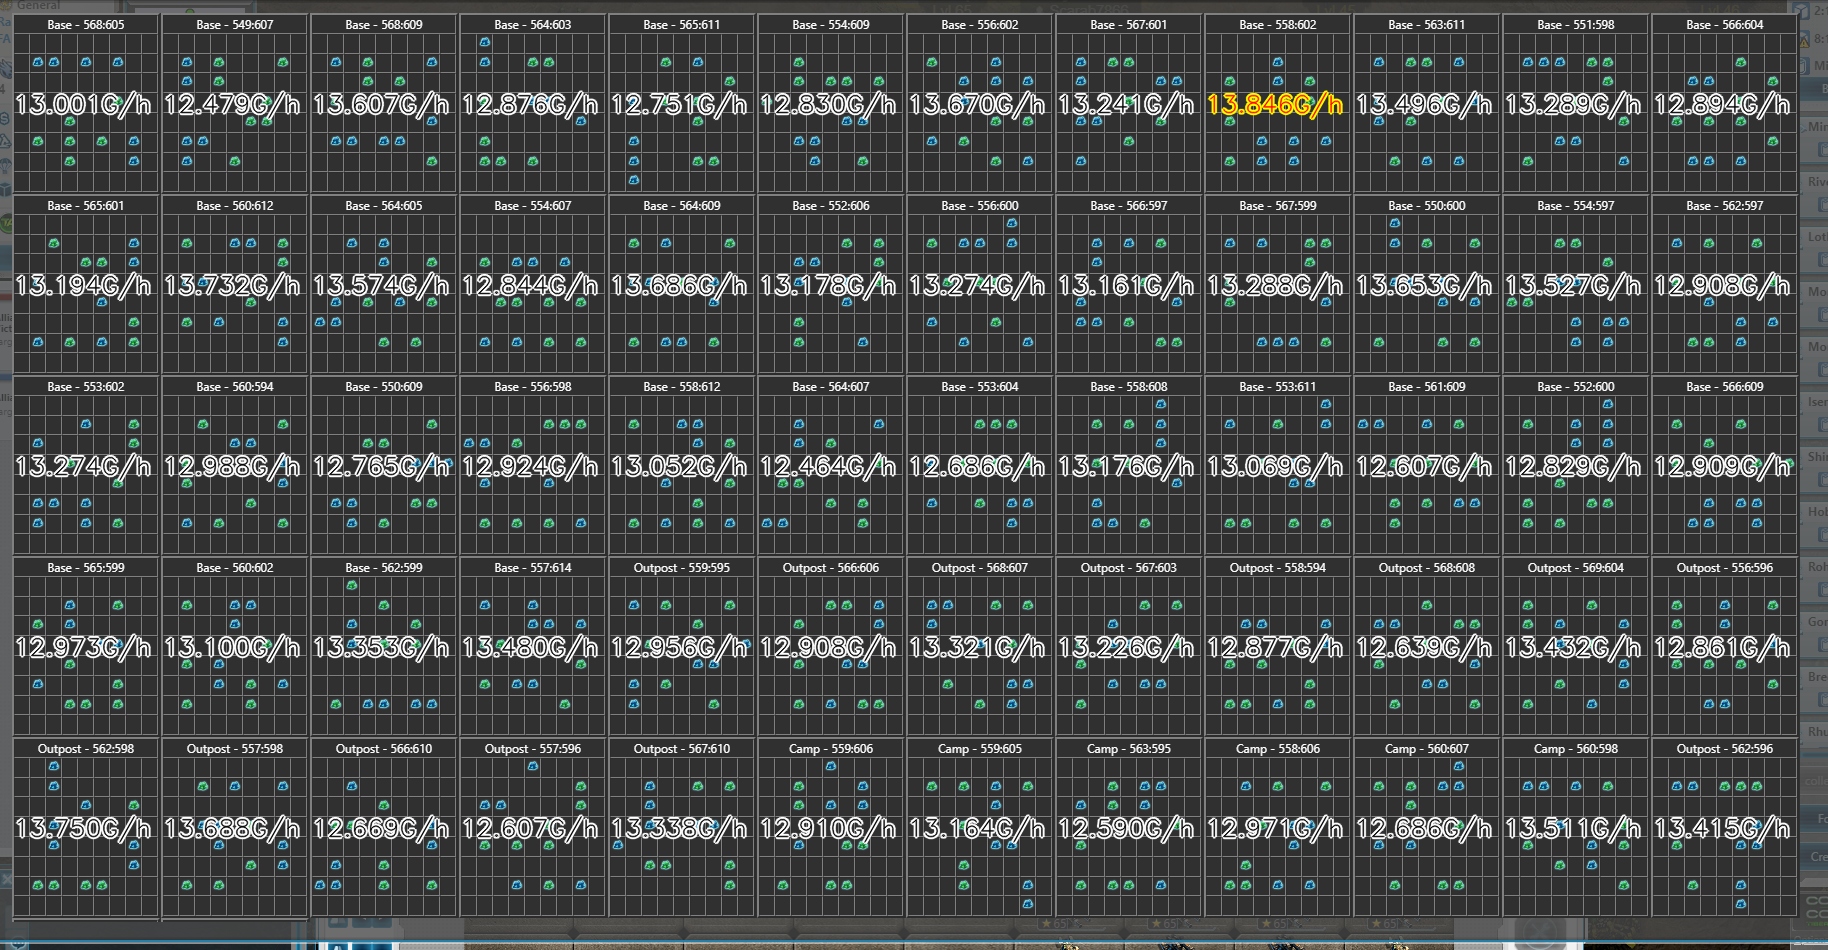 General
Base - 568:605 Base - 549:607 Base - 568:609 Base - 564:603 Base - 565:611 Base - 554:609 Base - 556:602 Base - 567:601 Base - 558:602 Base - 563:611 Base - 551:598 Base - 566:604
13.001G/h 12.479G/h 13.607G/h 12.876G/h 12.751G/h 12.830G/h 13.670G/h 13.241G/h 13.846G/h 13.496G/h 13.289G/h 12.894G/h
Base - 565:601 Base - 560:612 Base - 564:605 Base - 554:607 Base - 564:609 Base - 552:606 Base - 556:600 Base - 566:597 Base - 567:599 Base - 550:600 Base - 554:597 Base - 562:597
13.194G/h 13.732G/h 13.574G/h 12.844G/h 13.686G/h 13.178G/h 13.274G/h 13.161G/h 13.288G/h 13.653G/h 13.527G/h 12.908G/h
Base - 553:602 Base - 560:594 Base - 550:609 Base - 556:598 Base - 558:612 Base - 564:607 Base - 553:604 Base - 558:608 Base - 553:611 Base - 561:609 Base - 552:600 Base - 566:609
13.274G/h 12.988G/h 12.765G/h 12.924G/h 13.052G/h 12.464G/h 12.686G/h 13.176G/h 13.069G/h 12.607G/h 12.829G/h 12.909G/h
Base - 565:599 Base - 560:602 Base - 562:599 Base - 557:614 Outpost - 559:595 Outpost - 566:606 Outpost - 568:607 Outpost - 567:603 Outpost - 558:594 Outpost - 568:608 Outpost - 569:604 Outpost - 556:596
12.973G/h 13.100G/h 13.353G/h 13.480G/h 12.956G/h 12.908G/h 13.321G/h 13.226G/h 12.877G/h 12.639G/h 13.432G/h 12.861G/h
Outpost - 562:598 Outpost - 557:598 Outpost - 566:610 Outpost - 557:596 Outpost - 567:610 Camp - 559:606 Camp - 559:605 Camp - 563:595 Camp - 558:606 Camp - 560:607 Camp - 560:598 Outpost - 562:596
13.750G/h 13.688G/h 12.669G/h 12.607G/h 13.338G/h 12.910G/h 13.164G/h 12.590G/h 12.971G/h 12.686G/h 13.511G/h 13.415G/h